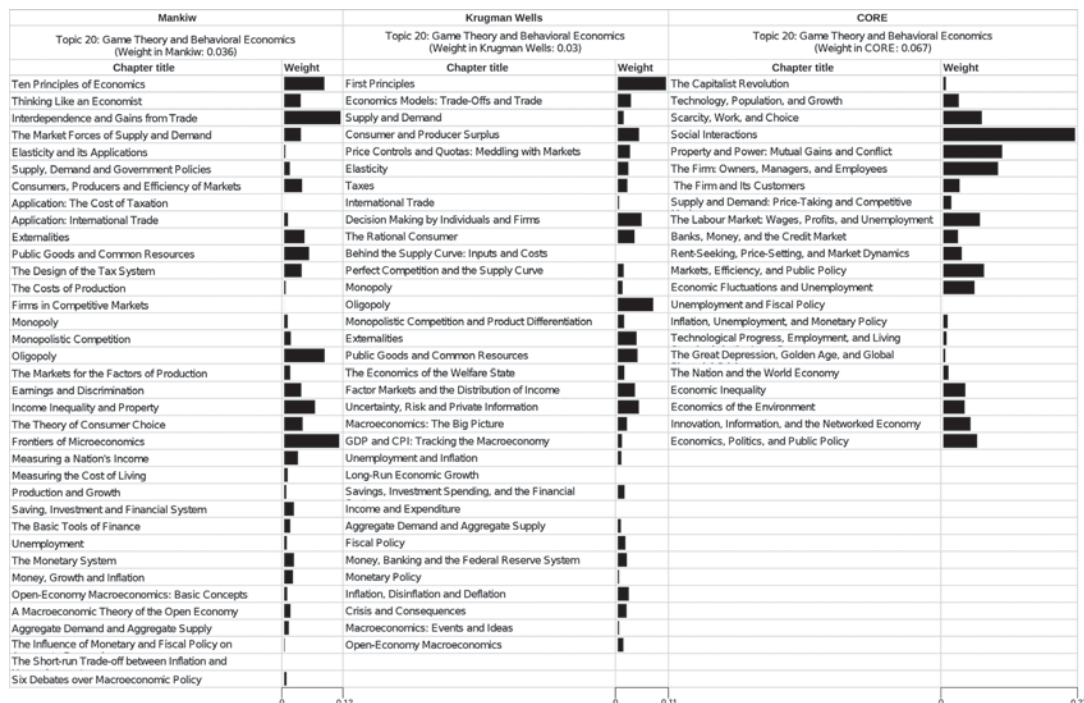 Mankiw Krugman Wells CORE
Topic 20: Game Theory and Behavioral Economics Topic 20: Game Theory and Behavioral Economics Topic 20: Game Theory and Behavioral Economics
(Weight in Mankiw: 0.036) (Weight in Krugman Wells: 0.03) (Weight in CORE: 0.067)
Chapter title Weight Chapter title Weight Chapter title Weight
Ten Principles of Economics First Principles The Capitalist Revolution
Thinking Like an Economist Economics Models: Trade-Offs and Trade Technology, Population, and Growth
Interdependence and Gains from Trade Supply and Demand Scarcity, Work, and Choice
The Market Forces of Supply and Demand Consumer and Producer Surplus Social Interactions
Elasticity and its Applications Price Controls and Quotas: Meddling with Markets Property and Power: Mutual Gains and Conflict
Supply, Demand and Government Policies Elasticity The Firm: Owners, Managers, and Employees
Consumers, Producers and Efficiency of Markets Taxes The Firm and Its Customers
Application: The Cost of Taxation International Trade Supply and Demand: Price-Taking and Competitive
Application: International Trade Decision Making by Individuals and Firms The Labour Market: Wages, Profits, and Unemployment
Externalities The Rational Consumer Banks, Money, and the Credit Market
Public Goods and Common Resources Behind the Supply Curve: Inputs and Costs Rent-Seeking, Price-Setting, and Market Dynamics
The Design of the Tax System Perfect Competition and the Supply Curve Markets, Efficiency, and Public Policy
The Costs of Production Monopoly Economic Fluctuations and Unemployment
Firms in Competitive Markets Oligopoly Unemployment and Fiscal Policy
Monopoly Monopolistic Competition and Product Differentiation Inflation, Unemployment, and Monetary Policy
Monopolistic Competition Externalities Technological Progress, Employment, and Living
Oligopoly Public Goods and Common Resources The Great Depression, Golden Age, and Global
The Markets for the Factors of Production The Economics of the Welfare State The Nation and the World Economy
Earnings and Discrimination Factor Markets and the Distribution of Income Economic Inequality
Income Inequality and Property Uncertainty, Risk and Private Information Economics of the Environment
The Theory of Consumer Choice Macroeconomics: The Big Picture Innovation, Information, and the Networked Economy
Frontiers of Microeconomics GDP and CPI: Tracking the Macroeconomy Economics, Politics, and Public Policy
Measuring a Nation's Income Unemployment and Inflation
Measuring the Cost of Living Long-Run Economic Growth
Production and Growth Savings, Investment Spending, and the Financial
Saving, Investment and Financial System Income and Expenditure
The Basic Tools of Finance Aggregate Demand and Aggregate Supply
Unemployment Fiscal Policy
The Monetary System Money, Banking and the Federal Reserve System
Money, Growth and Inflation Monetary Policy
Open-Economy Macroeconomics: Basic Concepts Inflation, Disinflation and Deflation
A Macroeconomic Theory of the Open Economy Crisis and Consequences
Aggregate Demand and Aggregate Supply Macroeconomics: Events and Ideas
The Influence of Monetary and Fiscal Policy on Open-Economy Macroeconomics
The Short-run Trade-off between Inflation and
Six Debates over Macroeconomic Policy